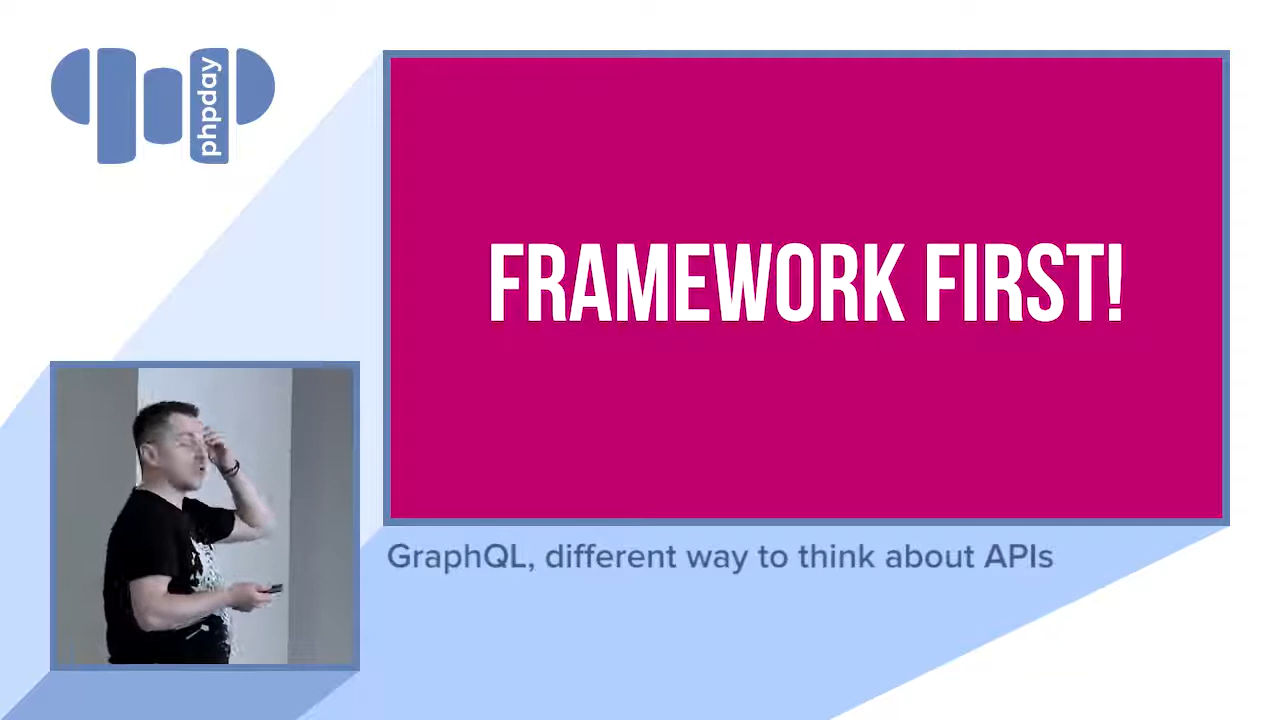 phpday
FRAMEWORK FIRST!
GraphQL, different way to think about APIs